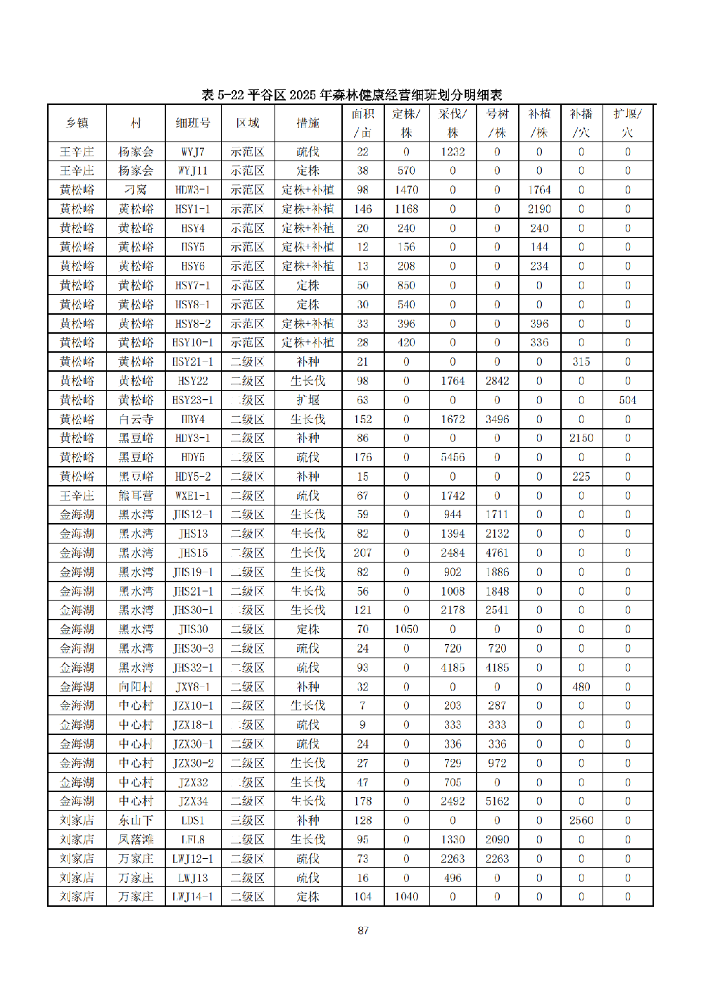 表 5-22 平谷区 2025 年森林健康经营细班划分明细表
乡镇 村 细班号 区域 措施 面积/亩 定株/株 采伐/株 号树/株 补植/株 补播/穴 扩堰/穴
王辛庄 杨家会 WYJ7 示范区 疏伐 22 0 1232 0 0 0 0
王辛庄 杨家会 WYJ11 示范区 定株 38 570 0 0 0 0 0
黄松峪 刁窝 HDW3-1 示范区 定株+补植 98 1470 0 0 1764 0 0
黄松峪 黄松峪 HSY1-1 示范区 定株+补植 146 1168 0 0 2190 0 0
黄松峪 黄松峪 HSY4 示范区 定株+补植 20 240 0 0 240 0 0
黄松峪 黄松峪 HSY5 示范区 定株+补植 12 156 0 0 144 0 0
黄松峪 黄松峪 HSY6 示范区 定株+补植 13 208 0 0 234 0 0
黄松峪 黄松峪 HSY7-1 示范区 定株 50 850 0 0 0 0 0
黄松峪 黄松峪 HSY8-1 示范区 定株 30 540 0 0 0 0 0
黄松峪 黄松峪 HSY8-2 示范区 定株+补植 33 396 0 0 396 0 0
黄松峪 黄松峪 HSY10-1 示范区 定株+补植 28 420 0 0 336 0 0
黄松峪 黄松峪 HSY21-1 二级区 补种 21 0 0 0 0 315 0
黄松峪 黄松峪 HSY22 二级区 生长伐 98 0 1764 2842 0 0 0
黄松峪 黄松峪 HSY23-1 二级区 扩堰 63 0 0 0 0 0 504
黄松峪 白云寺 HBY4 二级区 生长伐 152 0 1672 3496 0 0 0
黄松峪 黑豆峪 HDY3-1 二级区 补种 86 0 0 0 0 2150 0
黄松峪 黑豆峪 HDY5 二级区 疏伐 176 0 5456 0 0 0 0
黄松峪 黑豆峪 HDY5-2 二级区 补种 15 0 0 0 0 225 0
王辛庄 熊耳营 WXE1-1 二级区 疏伐 67 0 1742 0 0 0 0
金海湖 黑水湾 JHS12-1 二级区 生长伐 59 0 944 1711 0 0 0
金海湖 黑水湾 JHS13 二级区 生长伐 82 0 1394 2132 0 0 0
金海湖 黑水湾 JHS15 二级区 生长伐 207 0 2484 4761 0 0 0
金海湖 黑水湾 JHS19-1 二级区 生长伐 82 0 902 1886 0 0 0
金海湖 黑水湾 JHS21-1 二级区 生长伐 56 0 1008 1848 0 0 0
金海湖 黑水湾 JHS30-1 二级区 生长伐 121 0 2178 2541 0 0 0
金海湖 黑水湾 JHS30 二级区 定株 70 1050 0 0 0 0 0
金海湖 黑水湾 JHS30-3 二级区 疏伐 24 0 720 720 0 0 0
金海湖 黑水湾 JHS32-1 二级区 疏伐 93 0 4185 4185 0 0 0
金海湖 向阳村 JXY8-1 二级区 补种 32 0 0 0 0 480 0
金海湖 中心村 JZX10-1 二级区 生长伐 7 0 203 287 0 0 0
金海湖 中心村 JZX18-1 二级区 疏伐 9 0 333 333 0 0 0
金海湖 中心村 JZX30-1 二级区 疏伐 24 0 336 336 0 0 0
金海湖 中心村 JZX30-2 二级区 生长伐 27 0 729 972 0 0 0
金海湖 中心村 JZX32 二级区 生长伐 47 0 705 0 0 0 0
金海湖 中心村 JZX34 二级区 生长伐 178 0 2492 5162 0 0 0
刘家店 东山下 LDS1 三级区 补种 128 0 0 0 0 2560 0
刘家店 凤落滩 LFL8 二级区 生长伐 95 0 1330 2090 0 0 0
刘家店 万家庄 LWJ12-1 二级区 疏伐 73 0 2263 2263 0 0 0
刘家店 万家庄 LWJ13 二级区 疏伐 16 0 496 0 0 0 0
刘家店 万家庄 LWJ14-1 二级区 定株 104 1040 0 0 0 0 0
87